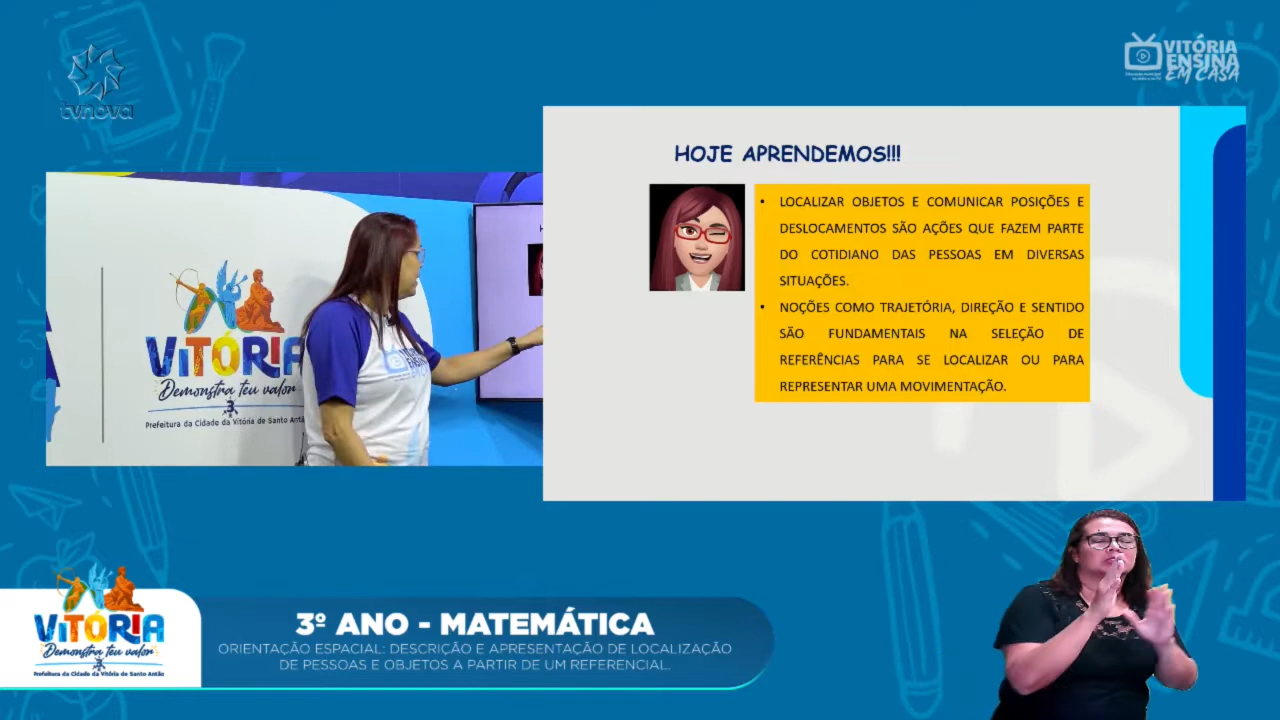 tvnova
VITÓRIA
ENSINA
EM CASA
HOJE APRENDEMOS!!!
• LOCALIZAR OBJETOS E COMUNICAR POSIÇÕES E
DESLOCAMENTOS SÃO AÇÕES QUE FAZEM PARTE
DO COTIDIANO DAS PESSOAS EM DIVERSAS
SITUAÇÕES.
• NOÇÕES COMO TRAJETÓRIA, DIREÇÃO E SENTIDO
SÃO FUNDAMENTAIS NA SELEÇÃO DE
REFERÊNCIAS PARA SE LOCALIZAR OU PARA
REPRESENTAR UMA MOVIMENTAÇÃO.
VITÓRIA
Demonstra teu valor
Prefeitura da Cidade da Vitória de Santo Antã
VITÓRIA
Demonstra teu valor
Prefeitura da Cidade da Vitória de Santo Antão
3º ANO - MATEMÁTICA
ORIENTAÇÃO ESPACIAL: DESCRIÇÃO E APRESENTAÇÃO DE LOCALIZAÇÃO
DE PESSOAS E OBJETOS A PARTIR DE UM REFERENCIAL.